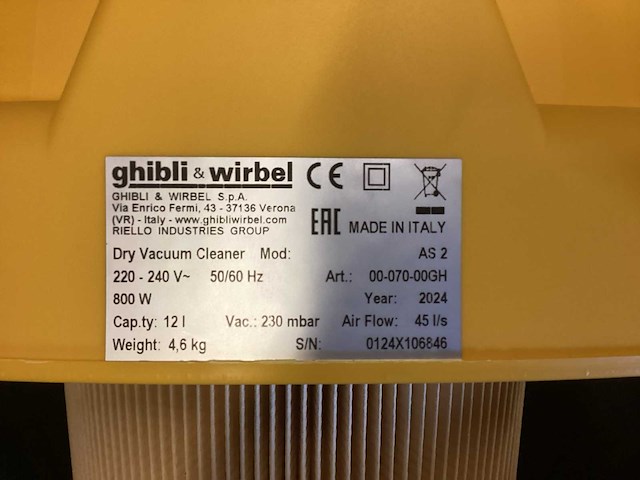 ghibli & wirbel CE
GHIBLI & WIRBEL S.p.A.
Via Enrico Fermi, 43 - 37136 Verona
(VR) - Italy - www.ghibliwirbel.com
RIELLO INDUSTRIES GROUP
EAC MADE IN ITALY
Dry Vacuum Cleaner Mod: AS 2
220 - 240 V~ 50/60 Hz Art.: 00-070-00GH
800 W Year: 2024
Cap.ty: 12 l Vac.: 230 mbar Air Flow: 45 l/s
Weight: 4,6 kg S/N: 0124X106846